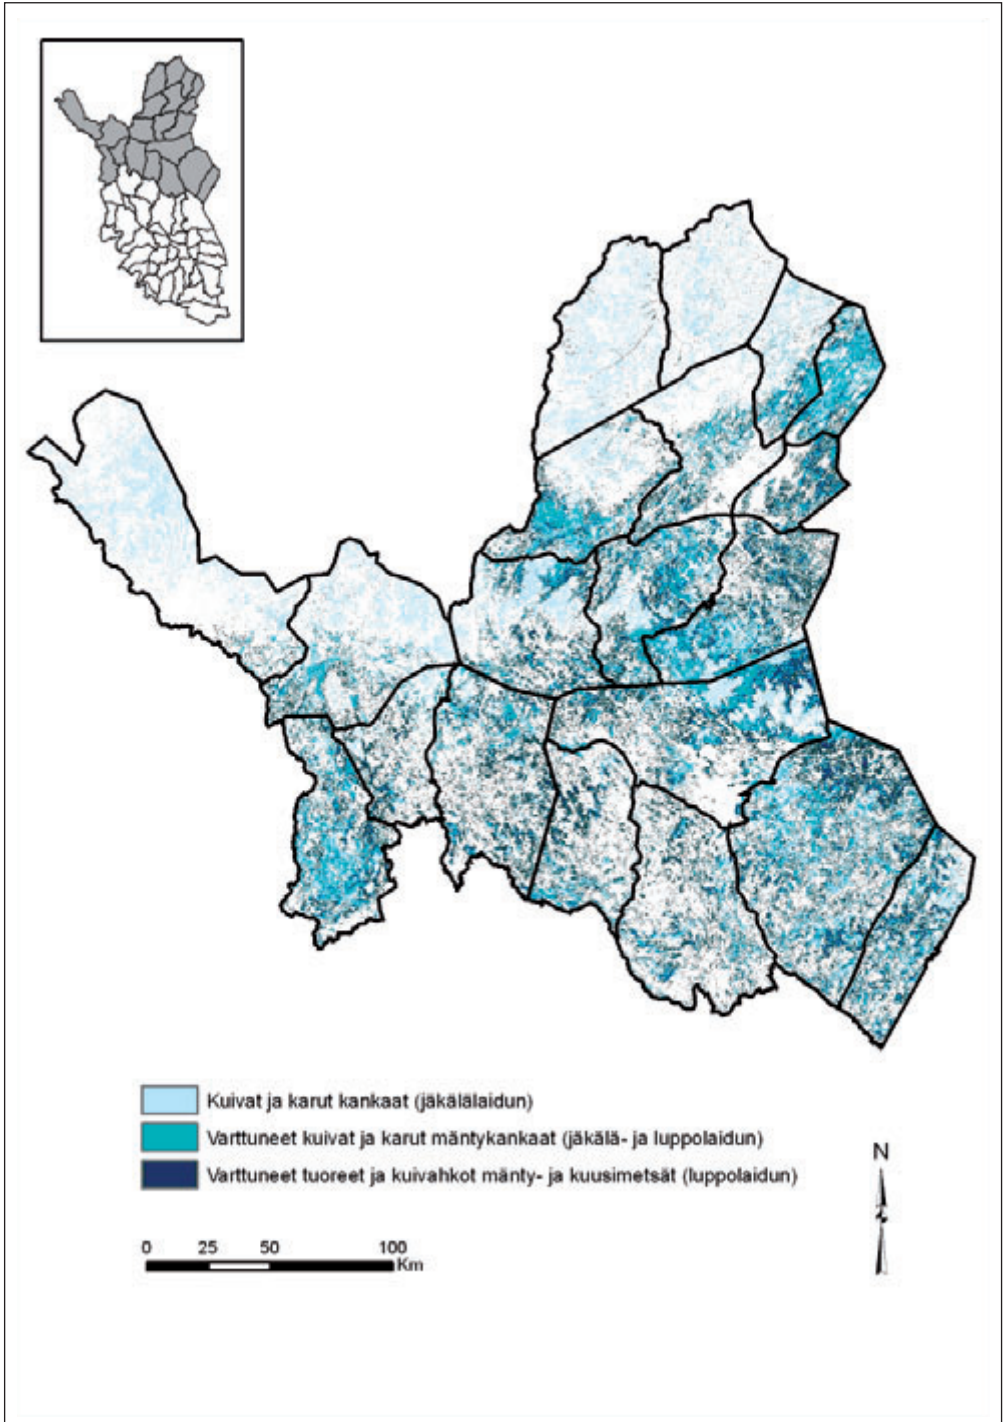 Kuivat ja karut kankaat (jäkälälaidun)
Varttuneet kuivat ja karut mäntykankaat (jäkälä- ja luppolaidun)
Varttuneet tuoreet ja kuivahkot mänty- ja kuusimetsät (luppolaidun)
N
0 25 50 100
Km